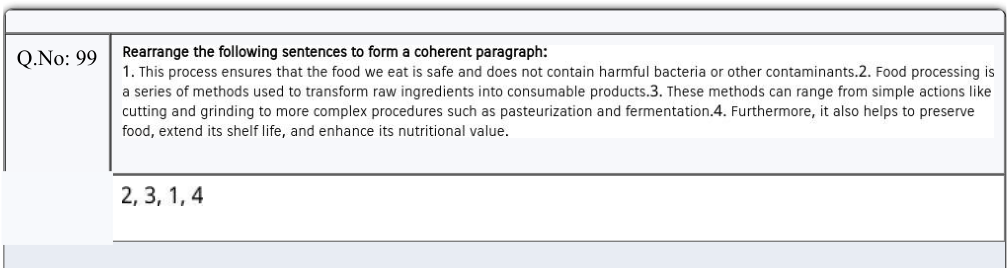 Q.No: 99
Rearrange the following sentences to form a coherent paragraph:
1. This process ensures that the food we eat is safe and does not contain harmful bacteria or other contaminants.2. Food processing is
a series of methods used to transform raw ingredients into consumable products.3. These methods can range from simple actions like
cutting and grinding to more complex procedures such as pasteurization and fermentation.4. Furthermore, it also helps to preserve
food, extend its shelf life, and enhance its nutritional value.
2, 3, 1, 4